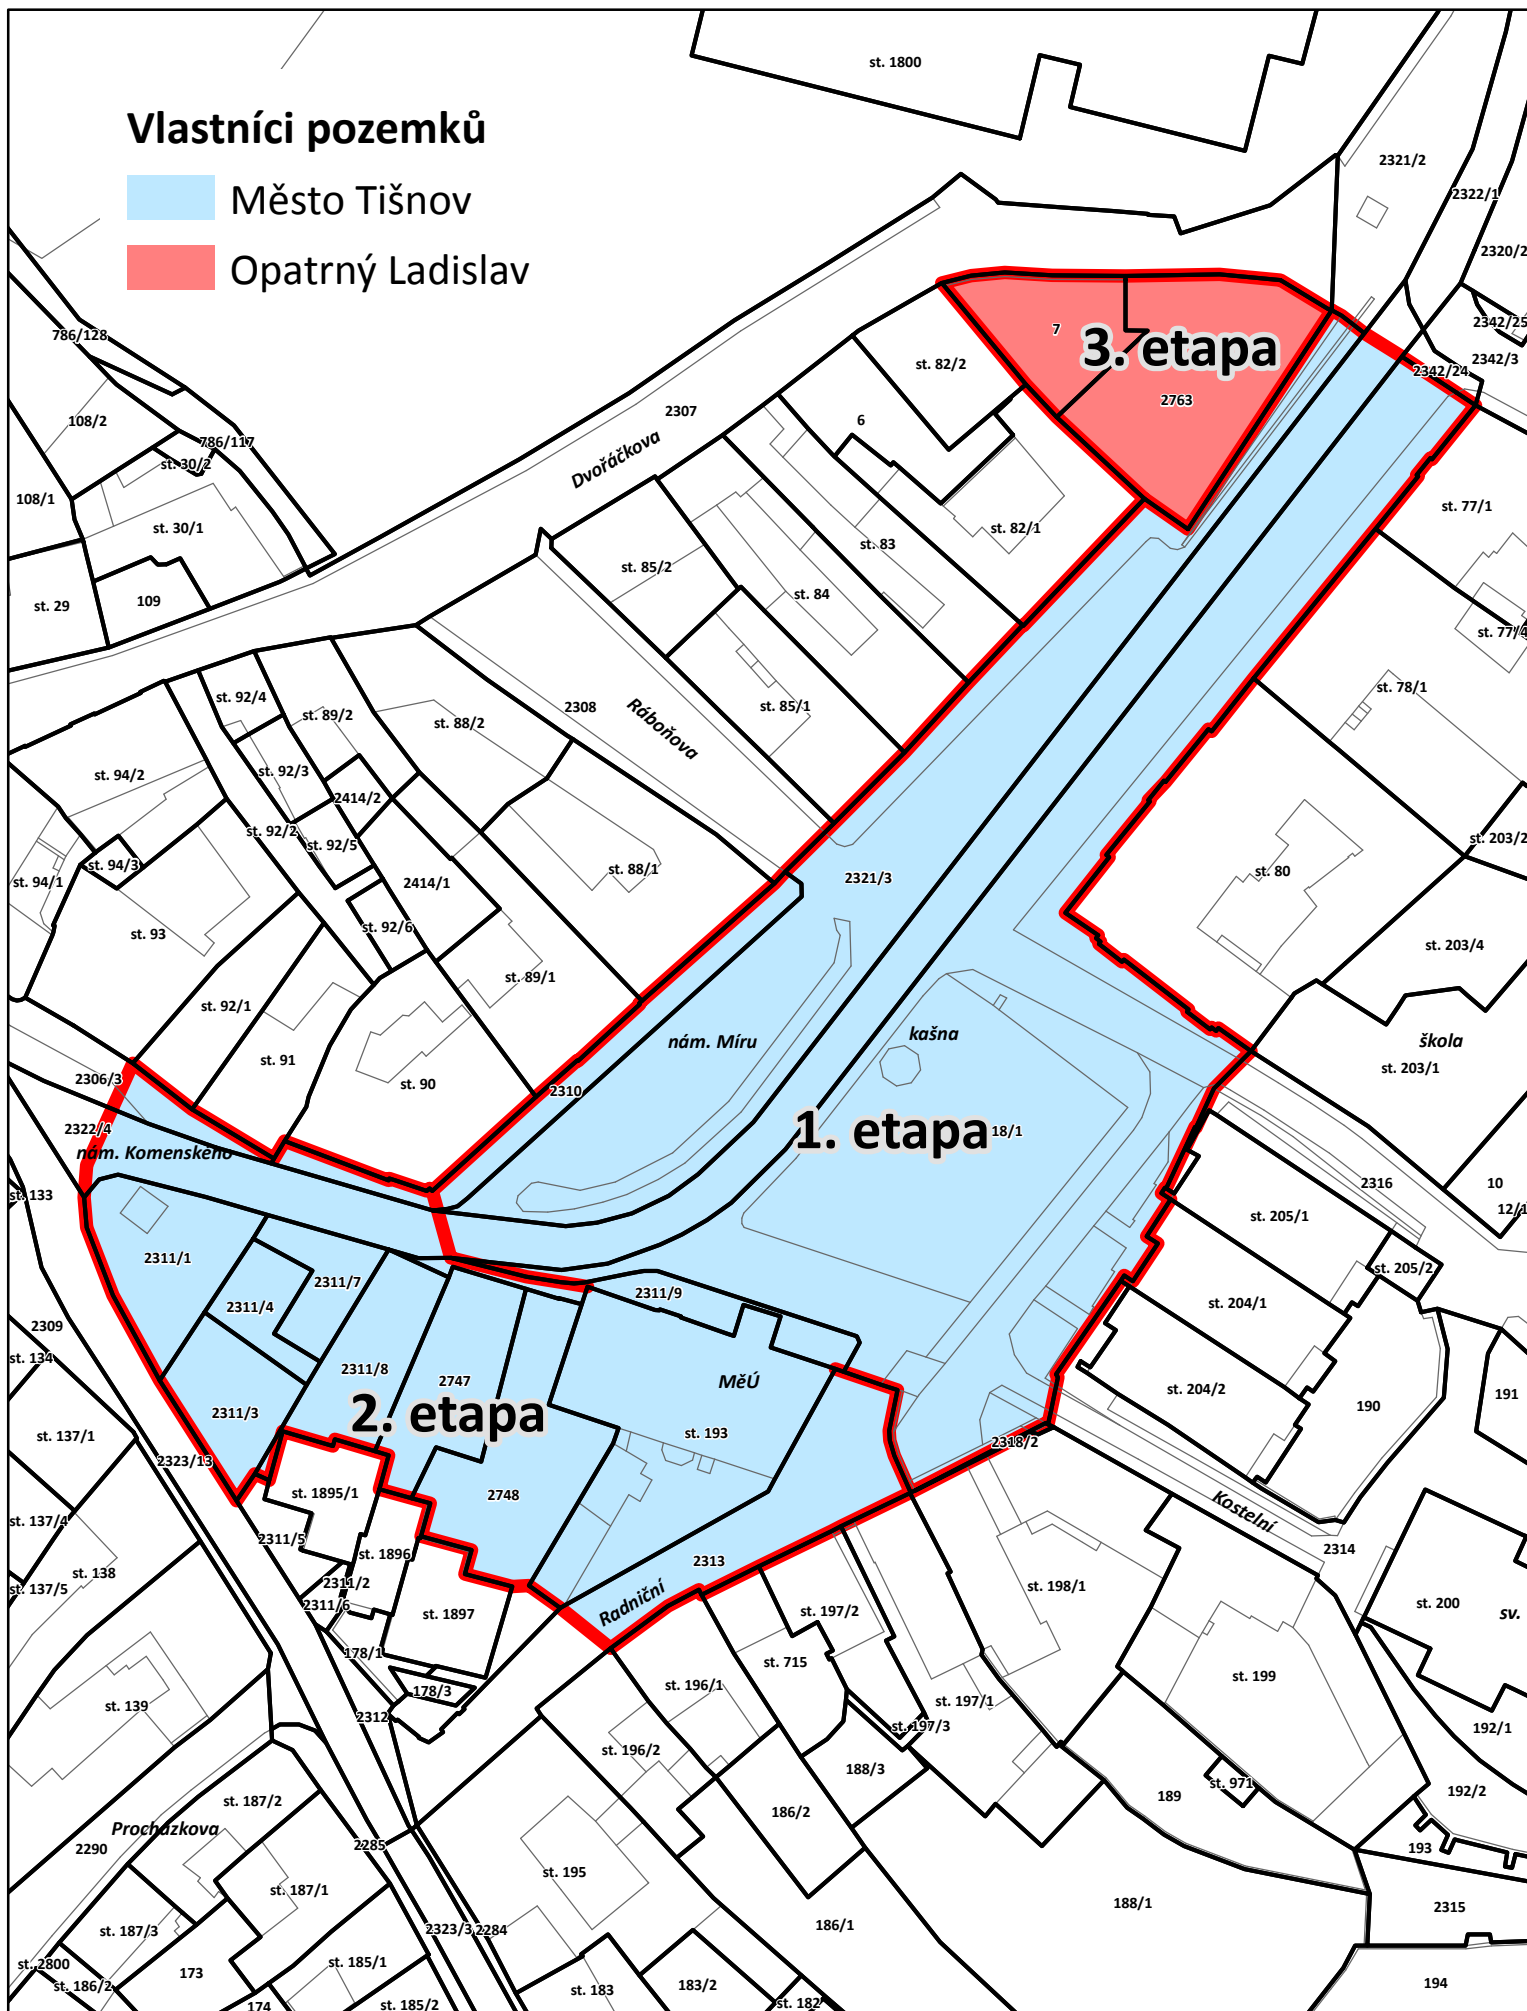 st. 1800
Vlastníci pozemků
Město Tišnov
Opatrný Ladislav
2321/2
2322/1
2320/2
2342/25
2342/3
2342/24
786/128
7
3. etapa
st. 82/2
2763
2307
6
108/2
786/117
st. 30/2
Dvořáčkova
108/1
st. 30/1
st. 77/1
st. 82/1
st. 83
st. 85/2
st. 84
st. 29
109
st. 77/4
st. 78/1
st. 92/4
st. 89/2
st. 88/2
2308
Ráboňova
st. 85/1
st. 94/2
st. 92/3
2414/2
st. 92/2
st. 92/5
st. 203/2
st. 94/3
st. 88/1
st. 80
2321/3
st. 94/1
2414/1
st. 92/6
st. 93
st. 203/4
st. 89/1
st. 92/1
kašna
nám. Míru
škola
st. 91
st. 203/1
2306/3
st. 90
2310
2322/4
1. etapa
18/1
nám. Komenského
2316
10
st. 133
12/1
st. 205/1
2311/1
st. 205/2
2311/7
2311/9
2311/4
st. 204/1
2309
st. 134
2311/8
2747
MěÚ
st. 204/2
191
190
2311/3
2. etapa
st. 193
st. 137/1
2318/2
2323/13
st. 1895/1
2748
Kostelní
st. 137/4
2311/5
2314
st. 1896
2313
st. 138
2311/2
st. 137/5
Radniční
st. 198/1
2311/6
st. 1897
st. 197/2
st. 200
sv.
178/1
st. 715
st. 199
178/3
st. 196/1
st. 139
st. 197/1
2312
st. 197/3
192/1
st. 196/2
188/3
st. 971
192/2
st. 187/2
186/2
189
Procházkova
2285
2290
193
st. 195
st. 187/1
188/1
2315
186/1
st. 187/3
2323/3
2284
st. 2800
st. 185/1
173
st. 186/2
st. 183
183/2
194
174
st. 185/2
st. 182